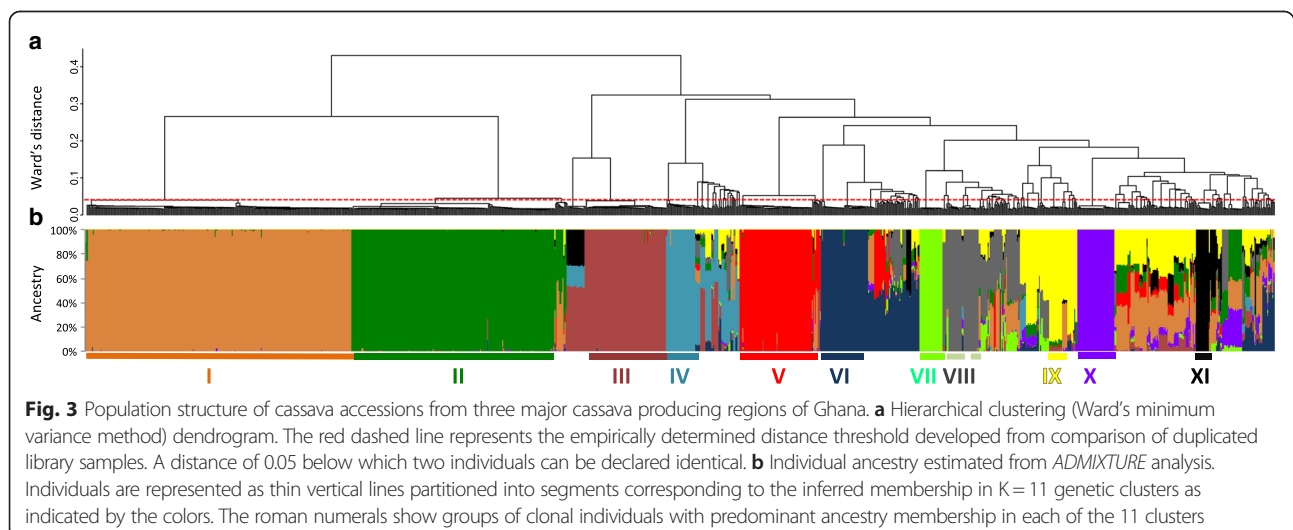 a
Ward's distance
0.4
0.3
0.2
0.1
0.0
b
Ancestry
100%
80%
60%
40%
20%
0%
I II III IV V VI VII VIII IX X XI
Fig. 3 Population structure of cassava accessions from three major cassava producing regions of Ghana. a Hierarchical clustering (Ward's minimum
variance method) dendrogram. The red dashed line represents the empirically determined distance threshold developed from comparison of duplicated
library samples. A distance of 0.05 below which two individuals can be declared identical. b Individual ancestry estimated from ADMIXTURE analysis.
Individuals are represented as thin vertical lines partitioned into segments corresponding to the inferred membership in K = 11 genetic clusters as
indicated by the colors. The roman numerals show groups of clonal individuals with predominant ancestry membership in each of the 11 clusters